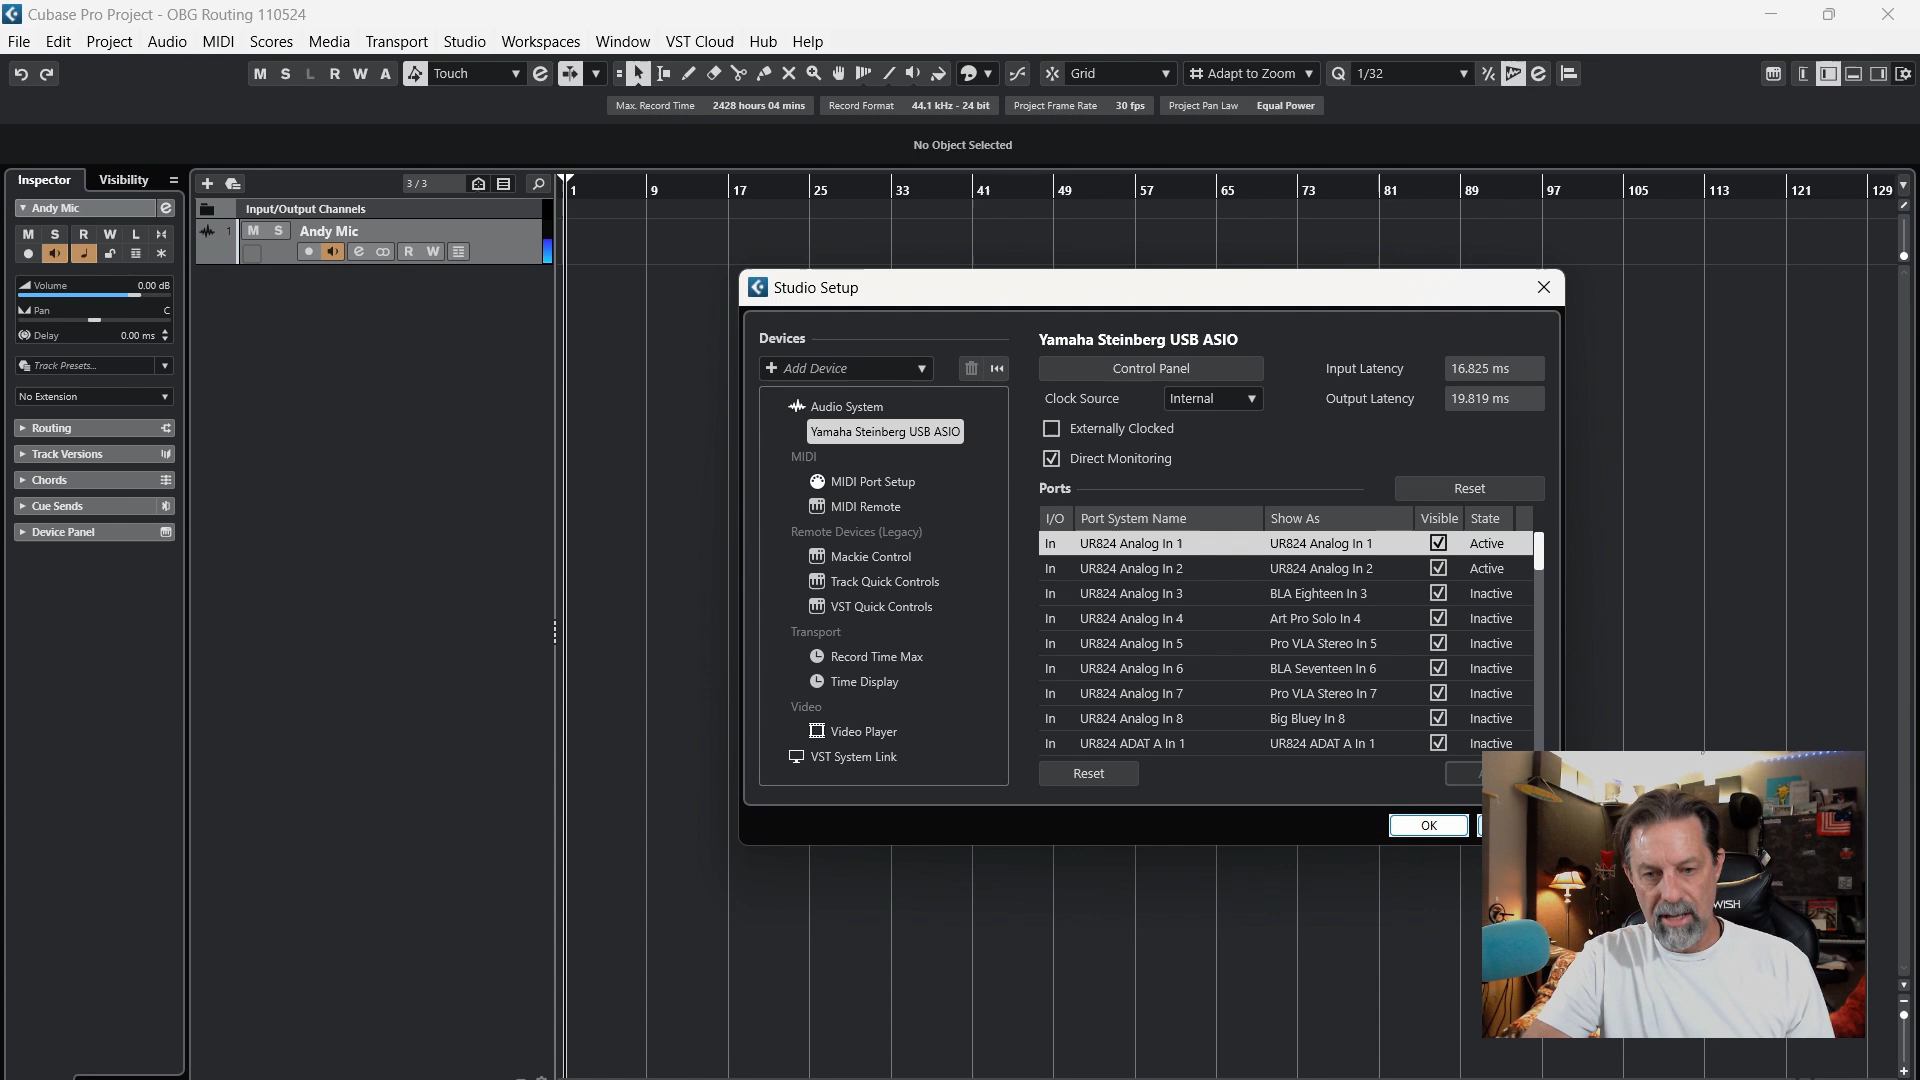 Cubase Pro Project - OBG Routing 110524
File Edit Project Audio MIDI Scores Media Transport Studio Workspaces Window VST Cloud Hub Help
M S L R W A Touch Grid Adapt to Zoom 1/32
Max. Record Time 2428 hours 04 mins Record Format 44.1 kHz - 24 bit Project Frame Rate 30 fps Project Pan Law Equal Power
No Object Selected
Inspector Visibility 3 / 3
1 9 17 25 33 41 49 57 65 73 81 89 97 105 113 121 129
Andy Mic
M S R W L
Volume 0.00 dB
Pan C
Delay 0.00 ms
Track Presets...
No Extension
Routing
Track Versions
Chords
Cue Sends
Device Panel
Input/Output Channels
1 M S Andy Mic
R W
Studio Setup
Devices
Add Device
Audio System
Yamaha Steinberg USB ASIO
MIDI
MIDI Port Setup
MIDI Remote
Remote Devices (Legacy)
Mackie Control
Track Quick Controls
VST Quick Controls
Transport
Record Time Max
Time Display
Video
Video Player
VST System Link
Yamaha Steinberg USB ASIO
Control Panel Input Latency 16.825 ms
Clock Source Internal Output Latency 19.819 ms
Externally Clocked
Direct Monitoring
Ports Reset
I/O Port System Name Show As Visible State
In UR824 Analog In 1 UR824 Analog In 1 Active
In UR824 Analog In 2 UR824 Analog In 2 Active
In UR824 Analog In 3 BLA Eighteen In 3 Inactive
In UR824 Analog In 4 Art Pro Solo In 4 Inactive
In UR824 Analog In 5 Pro VLA Stereo In 5 Inactive
In UR824 Analog In 6 BLA Seventeen In 6 Inactive
In UR824 Analog In 7 Pro VLA Stereo In 7 Inactive
In UR824 Analog In 8 Big Bluey In 8 Inactive
In UR824 ADAT A In 1 UR824 ADAT A In 1 Inactive
Reset
OK
WISH